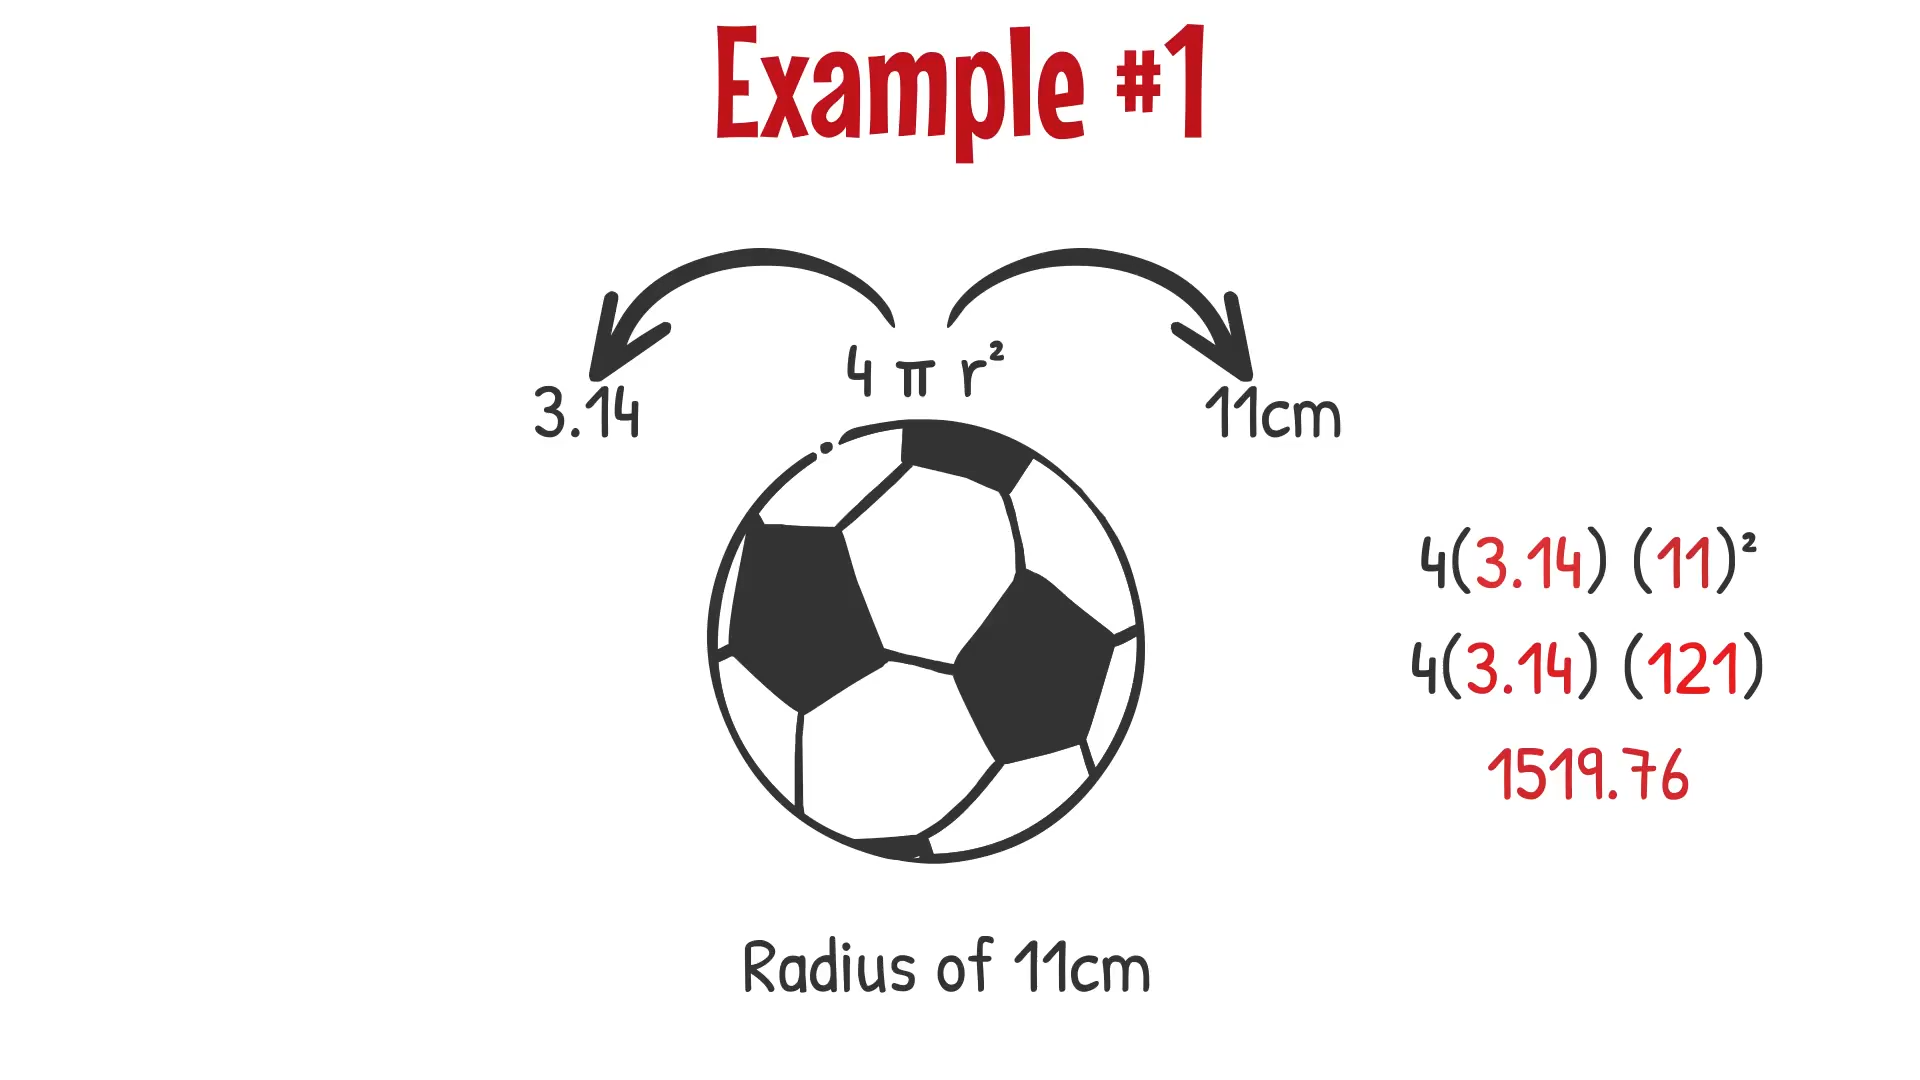 Example #1
4 π r²
3.14
11cm
4(3.14) (11)²
4(3.14) (121)
1519.76
Radius of 11cm